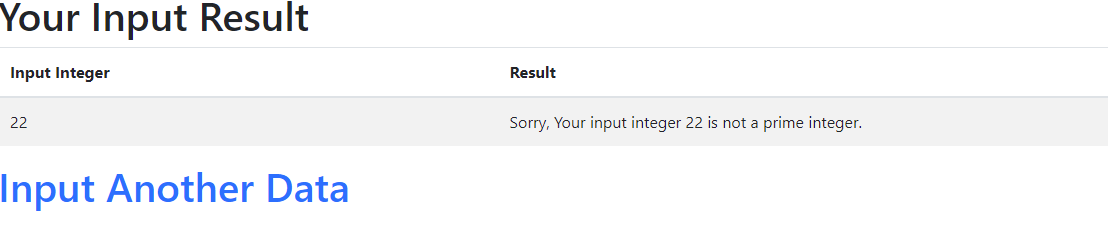 Your Input Result
Input Integer Result
22 Sorry, Your input integer 22 is not a prime integer.
Input Another Data